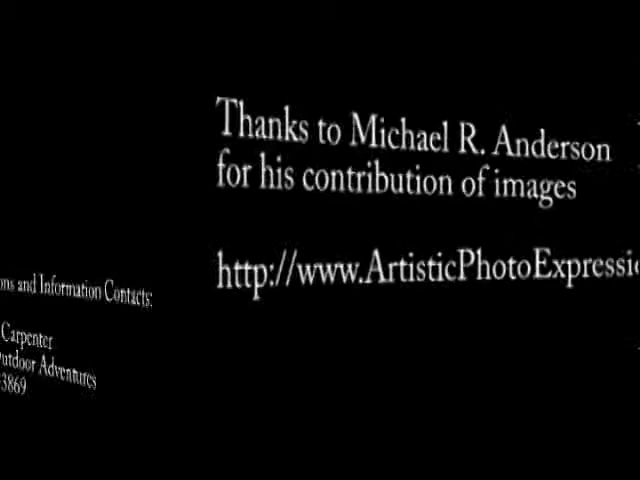 Thanks to Michael R. Anderson
for his contribution of images
http://www.ArtisticPhotoExpressio
ons and Information Contacts:
Carpenter
utdoor Adventures
3869